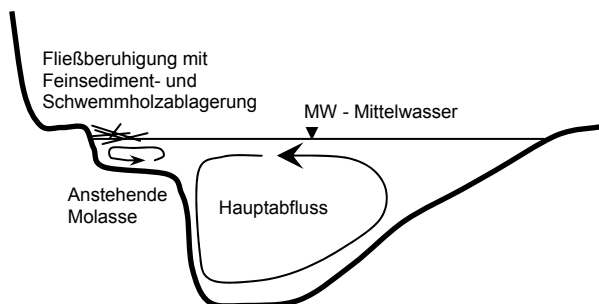 Fließberuhigung mit
Feinsediment- und
Schwemmholzablagerung
MW - Mittelwasser
Anstehende
Molasse
Hauptabfluss